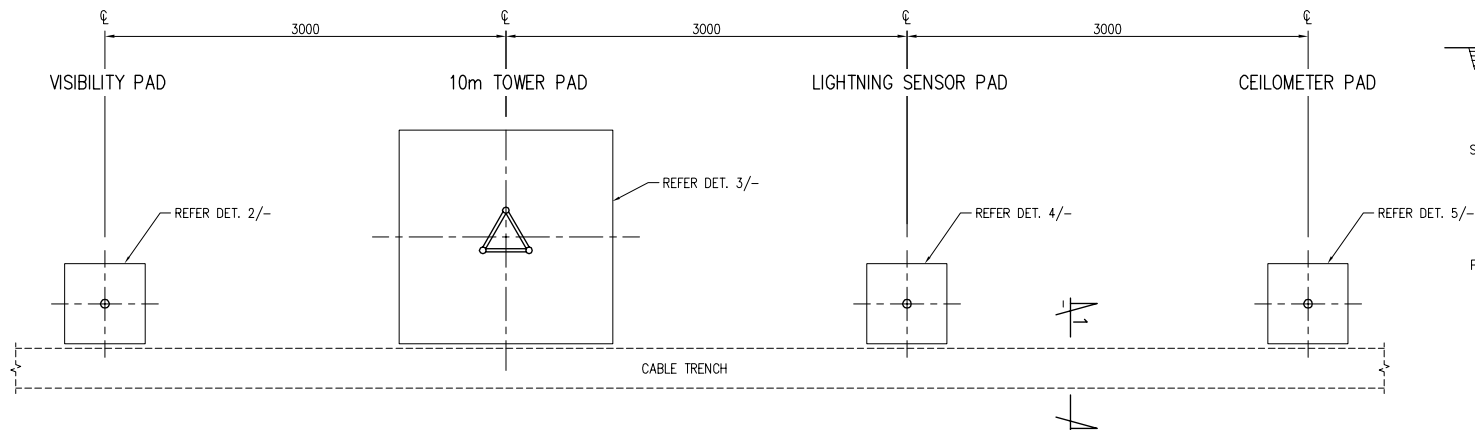 ℄ ℄ ℄ ℄
3000 3000 3000
VISIBILITY PAD 10m TOWER PAD LIGHTNING SENSOR PAD CEILOMETER PAD
S
REFER DET. 3/-
REFER DET. 2/- REFER DET. 4/- REFER DET. 5/-
F
– 1
CABLE TRENCH